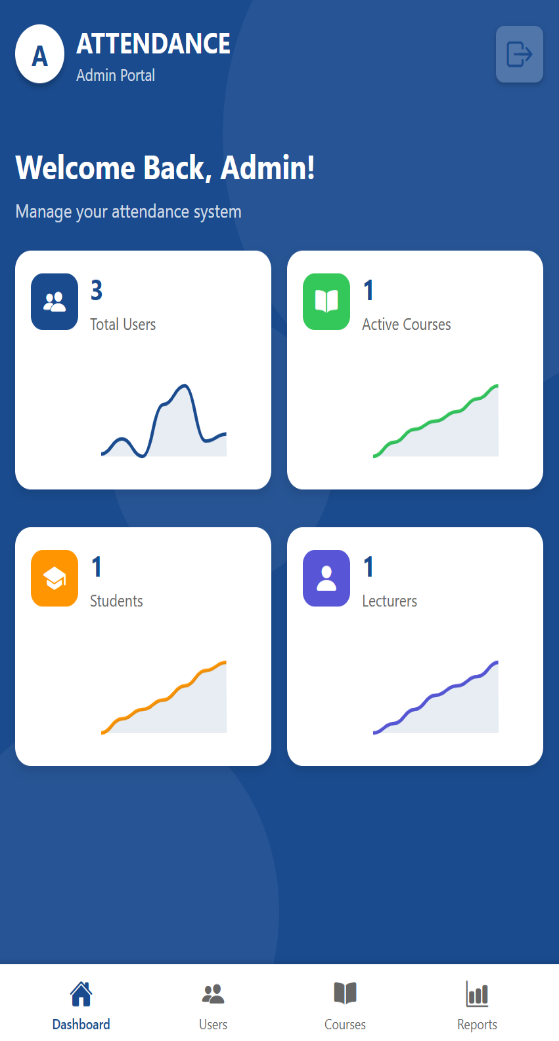 A
ATTENDANCE
Admin Portal
Welcome Back, Admin!
Manage your attendance system
3
Total Users
1
Active Courses
1
Students
1
Lecturers
Dashboard
Users
Courses
Reports